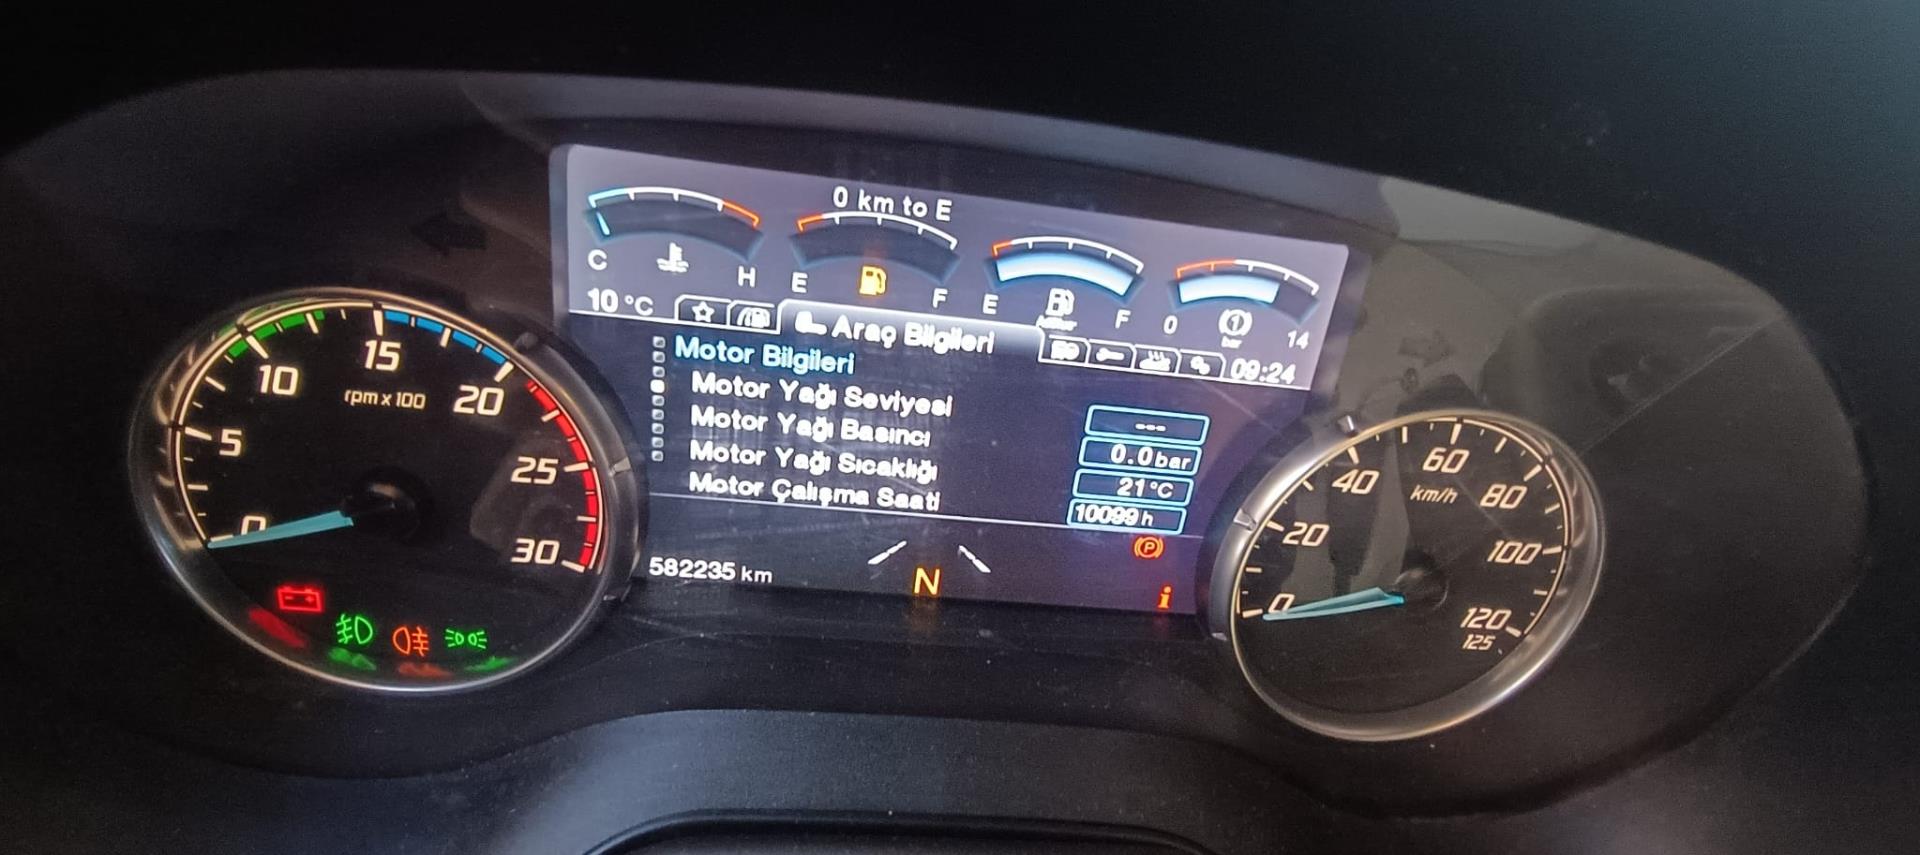 0 km to E
C H E F E F 0 bar 14
10 °C
Araç Bilgileri
09:24
Motor Bilgileri
Motor Yağı Seviyesi ---
Motor Yağı Basıncı 0.0 bar
Motor Yağı Sıcaklığı 21 °C
Motor Çalışma Saati 10099 h
582235 km
N
P
i
0 5 10 15 20 25 30
rpm x 100
0 20 40 60 80 100 120
125
km/h